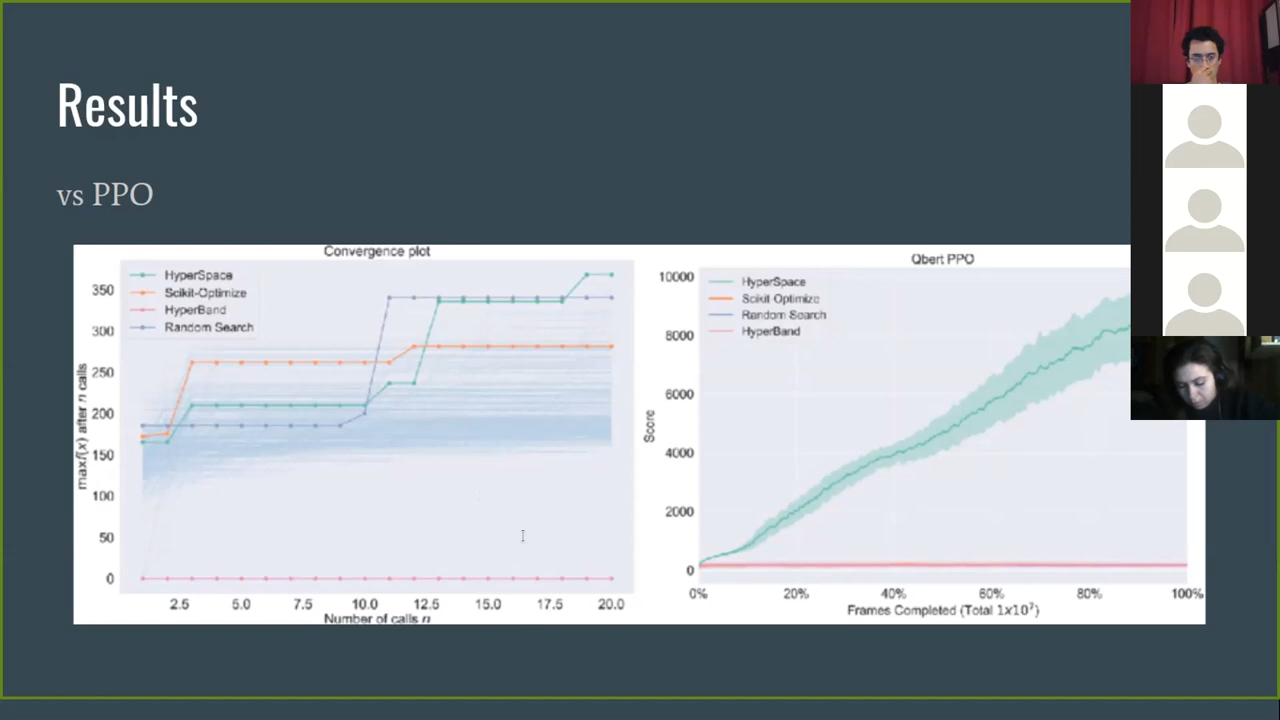 Results
vs PPO
Convergence plot
HyperSpace
Scikit-Optimize
HyperBand
Random Search
max f(x) after n calls
350
300
250
200
150
100
50
0
2.5 5.0 7.5 10.0 12.5 15.0 17.5 20.0
Number of calls n
Qbert PPO
HyperSpace
Scikit-Optimize
Random Search
HyperBand
Score
10000
8000
6000
4000
2000
0
0% 20% 40% 60% 80% 100%
Frames Completed (Total 1x10⁷)